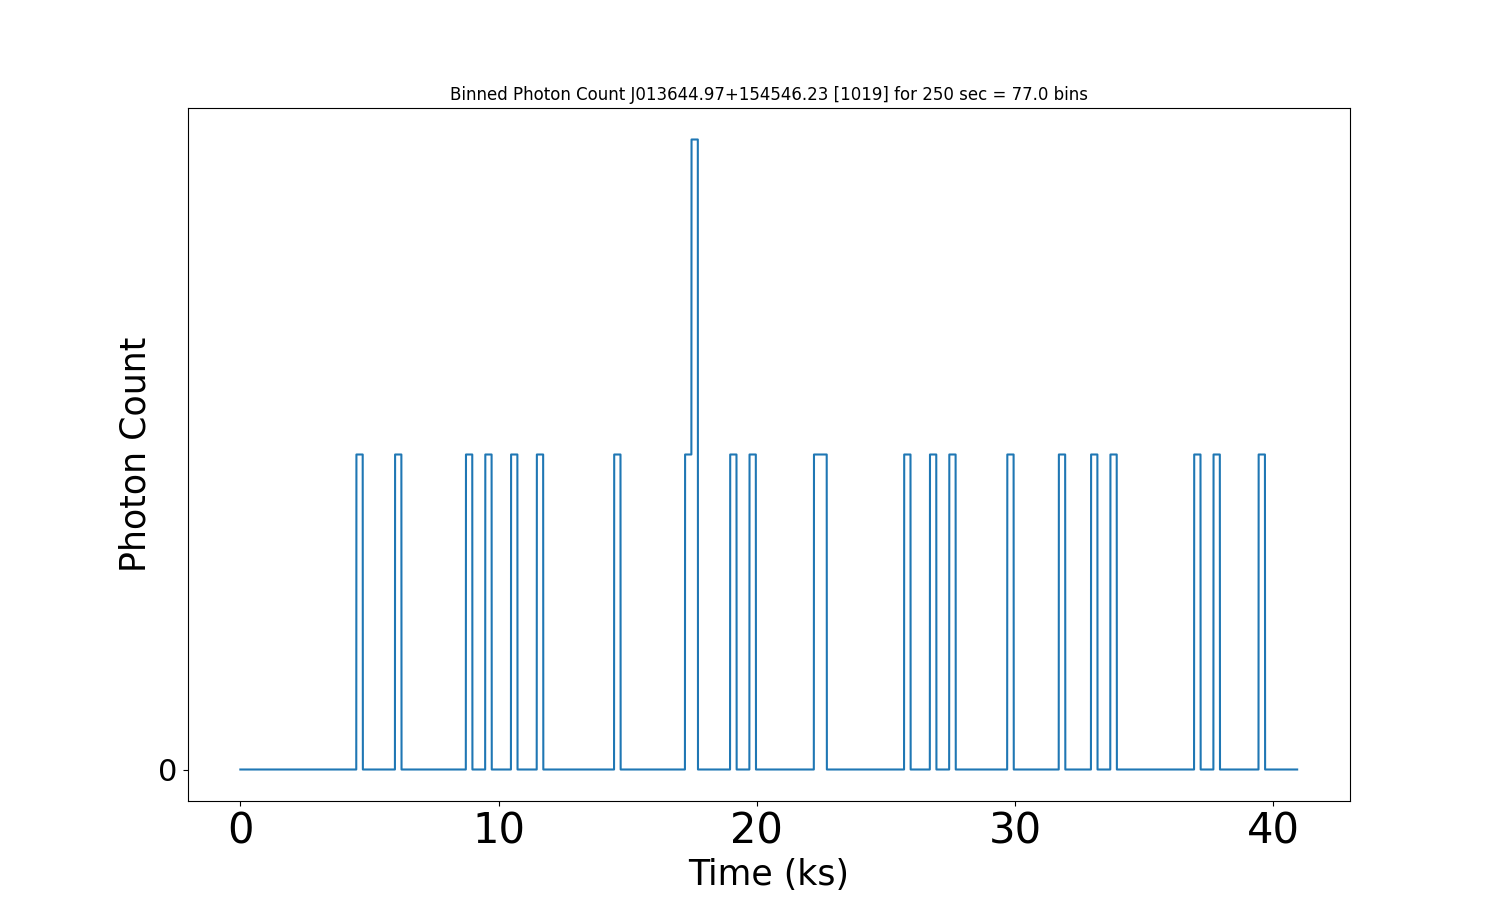 Binned Photon Count J013644.97+154546.23 [1019] for 250 sec = 77.0 bins
Photon Count
0
0 10 20 30 40
Time (ks)